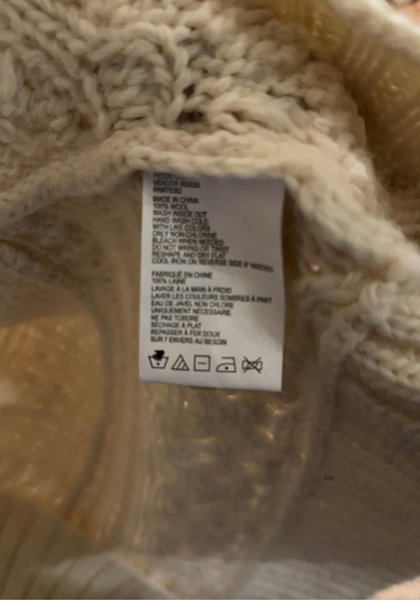 VENDOR
MADE IN CHINA
100% WOOL
WASH INSIDE OUT
HAND WASH COLD
WITH LIKE COLORS
ONLY NON-CHLORINE
BLEACH WHEN NEEDED
DO NOT WRING OR TWIST
RESHAPE AND DRY FLAT
COOL IRON ON REVERSE SIDE IF NEEDED
FABRIQUÉ EN CHINE
100% LAINE
LAVAGE À LA MAIN À FROID
LAVER LES COULEURS SOMBRES À PART
EAU DE JAVEL NON CHLORE
UNIQUEMENT NÉCESSAIRE
NE PAS TORDRE
SÉCHAGE À PLAT
REPASSER À FER DOUX
SUR L'ENVERS AU BESOIN